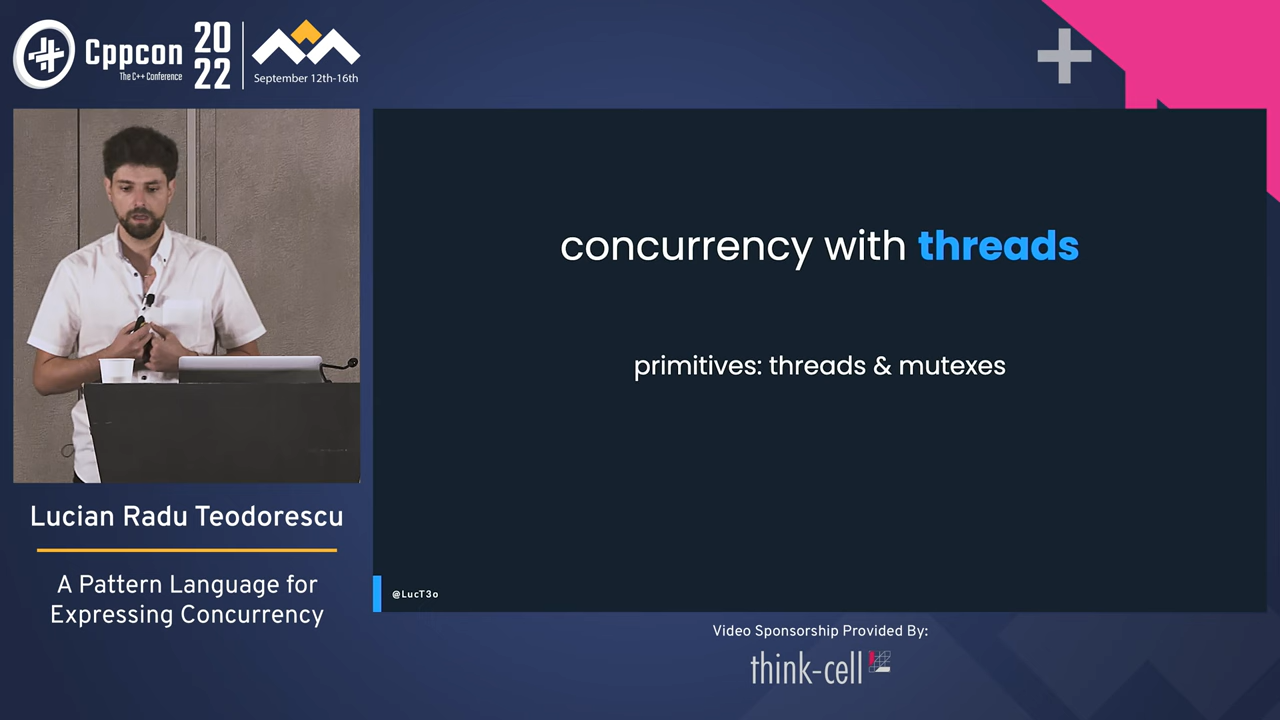 Cppcon
The C++ Conference
20
22
September 12th-16th
concurrency with threads
primitives: threads & mutexes
@LucT3o
Lucian Radu Teodorescu
A Pattern Language for
Expressing Concurrency
Video Sponsorship Provided By:
think-cell